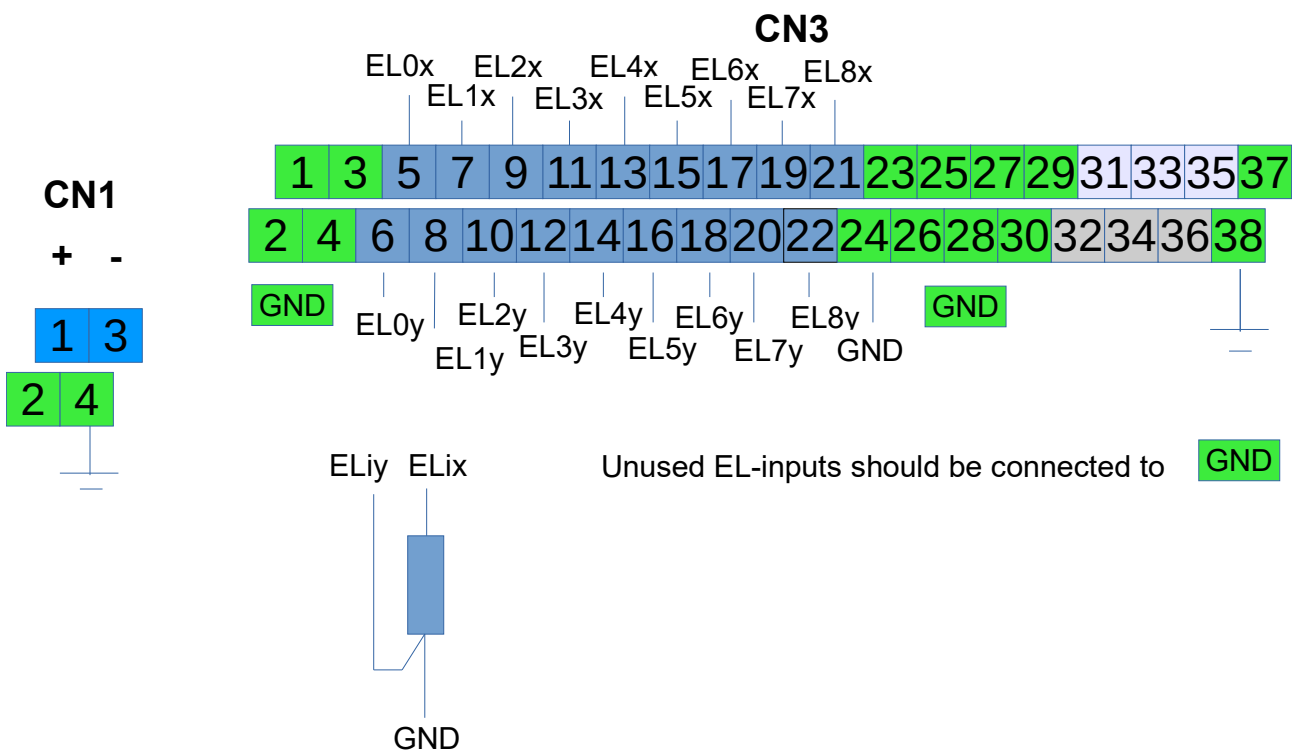 CN3
EL0x EL2x EL4x EL6x EL8x
EL1x EL3x EL5x EL7x
1 3 5 7 9 11 13 15 17 19 21 23 25 27 29 31 33 35 37
CN1
2 4 6 8 10 12 14 16 18 20 22 24 26 28 30 32 34 36 38
+ -
GND EL0y EL2y EL4y EL6y EL8y GND
EL1y EL3y EL5y EL7y GND
1 3
2 4
ELiy ELix
Unused EL-inputs should be connected to GND
GND